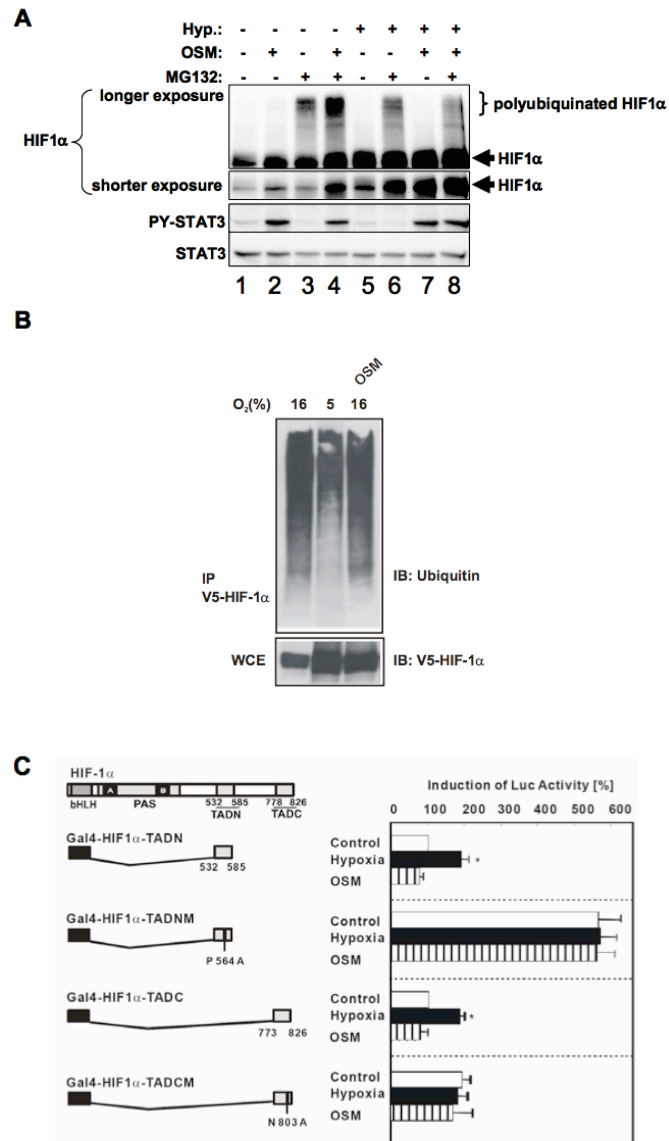 A
Hyp.: - - - - + + + +
OSM: - + - + - - + +
MG132: - - + + - + - +
longer exposure
polyubiquinated HIF1α
HIF1α
HIF1α
shorter exposure
HIF1α
PY-STAT3
STAT3
1 2 3 4 5 6 7 8
B
OSM
O2(%) 16 5 16
IP
V5-HIF-1α
IB: Ubiquitin
WCE
IB: V5-HIF-1α
C
HIF-1α
A B
bHLH PAS 532 585 778 826
TADN TADC
Induction of Luc Activity [%]
0 100 200 300 400 500 600
Gal4-HIF1α-TADN
532 585
Control
Hypoxia *
OSM
Gal4-HIF1α-TADNM
P 564 A
Control
Hypoxia
OSM
Gal4-HIF1α-TADC
773 826
Control
Hypoxia *
OSM
Gal4-HIF1α-TADCM
N 803 A
Control
Hypoxia
OSM